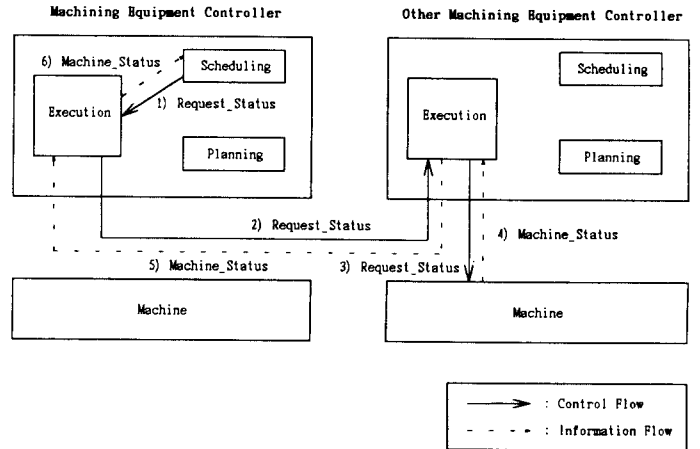 Machining Equipment Controller
Other Machining Equipment Controller
6) Machine_Status
Scheduling
Scheduling
1) Request_Status
Execution
Execution
Planning
Planning
2) Request_Status
4) Machine_Status
5) Machine_Status
3) Request_Status
Machine
Machine
: Control Flow
: Information Flow